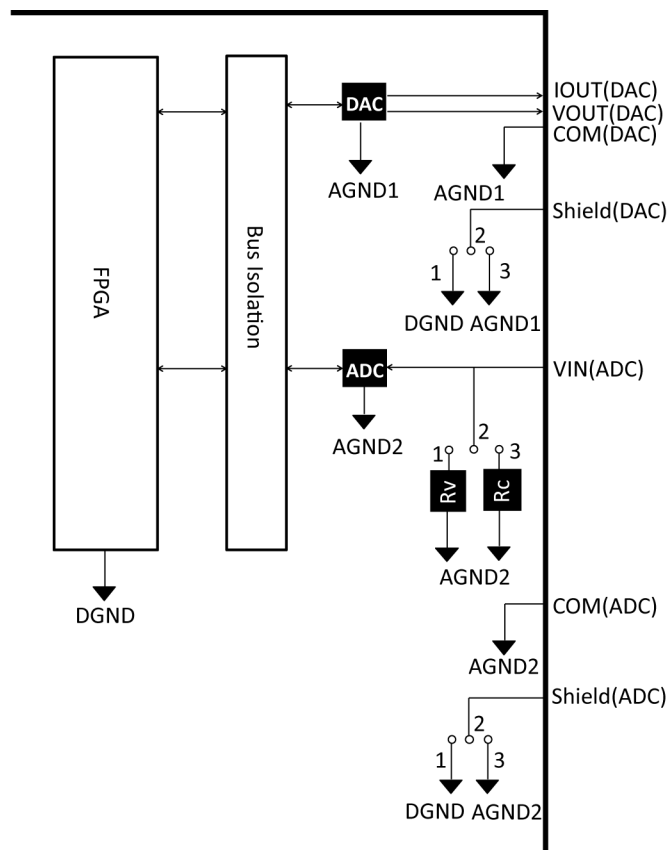 FPGA
Bus Isolation
DAC
IOUT(DAC)
VOUT(DAC)
COM(DAC)
AGND1
AGND1
Shield(DAC)
2
1
3
DGND
AGND1
ADC
VIN(ADC)
AGND2
2
1
3
Rv
Rc
AGND2
DGND
COM(ADC)
AGND2
Shield(ADC)
2
1
3
DGND
AGND2